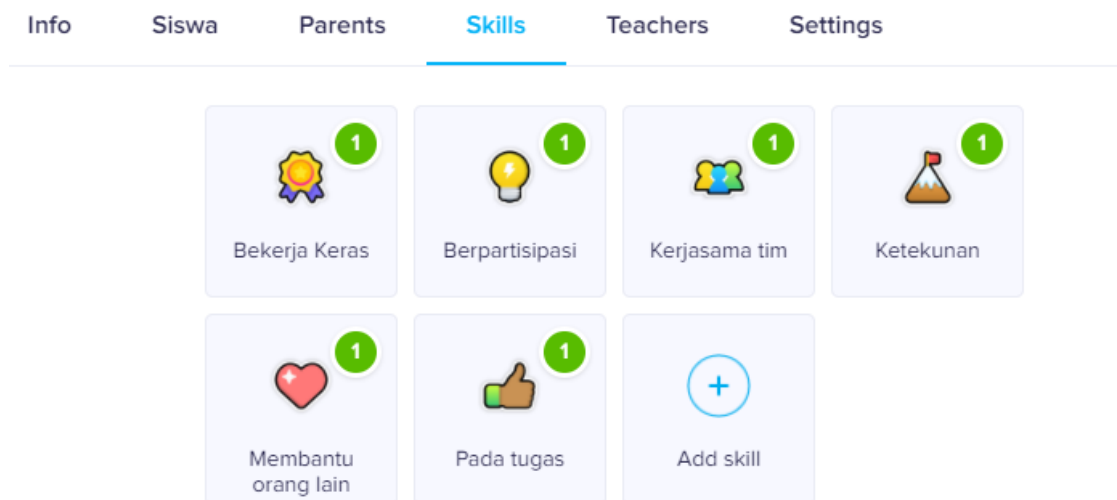 Info Siswa Parents Skills Teachers Settings
1 1 1 1
Bekerja Keras Berpartisipasi Kerjasama tim Ketekunan
1 1
+
Membantu
orang lain
Pada tugas
Add skill